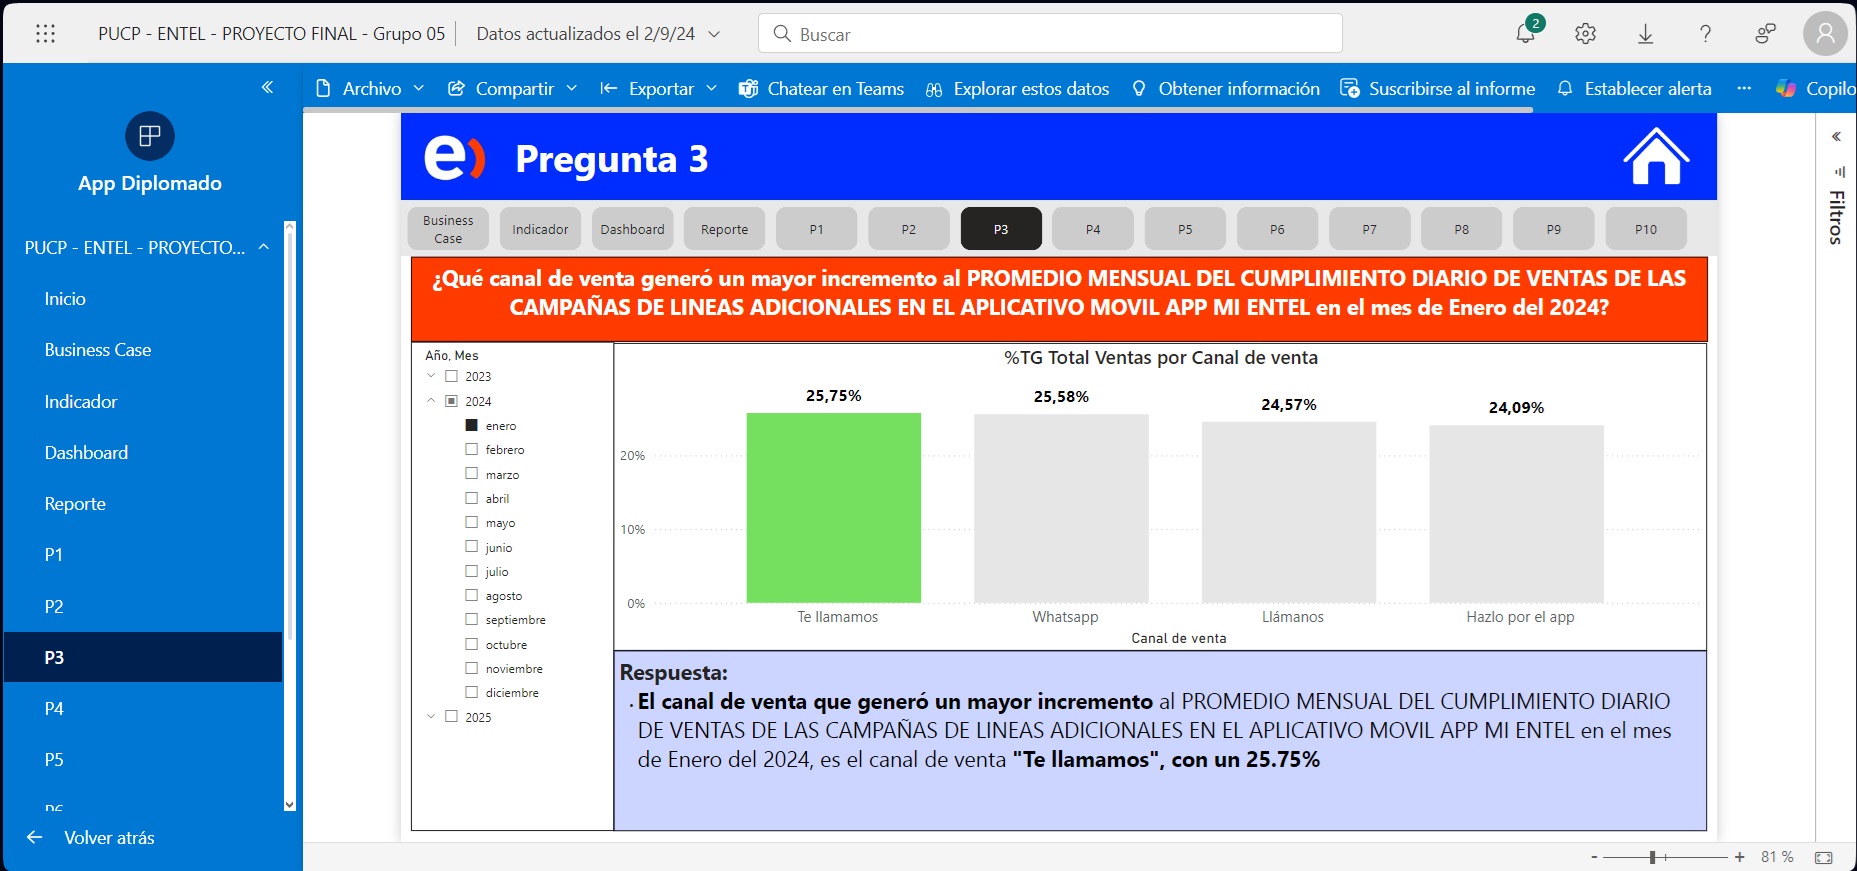 PUCP - ENTEL - PROYECTO FINAL - Grupo 05
Datos actualizados el 2/9/24
Buscar
2
Archivo
Compartir
Exportar
Chatear en Teams
Explorar estos datos
Obtener información
Suscribirse al informe
Establecer alerta
...
Copilo
App Diplomado
PUCP - ENTEL - PROYECTO...
Inicio
Business Case
Indicador
Dashboard
Reporte
P1
P2
P3
P4
P5
P6
Volver atrás
e)
Pregunta 3
Business
Case
Indicador
Dashboard
Reporte
P1
P2
P3
P4
P5
P6
P7
P8
P9
P10
¿Qué canal de venta generó un mayor incremento al PROMEDIO MENSUAL DEL CUMPLIMIENTO DIARIO DE VENTAS DE LAS
CAMPAÑAS DE LINEAS ADICIONALES EN EL APLICATIVO MOVIL APP MI ENTEL en el mes de Enero del 2024?
Año, Mes
2023
2024
enero
febrero
marzo
abril
mayo
junio
julio
agosto
septiembre
octubre
noviembre
diciembre
2025
%TG Total Ventas por Canal de venta
25,75%
25,58%
24,57%
24,09%
20%
10%
0%
Te llamamos
Whatsapp
Llámanos
Hazlo por el app
Canal de venta
Respuesta:
· El canal de venta que generó un mayor incremento al PROMEDIO MENSUAL DEL CUMPLIMIENTO DIARIO
DE VENTAS DE LAS CAMPAÑAS DE LINEAS ADICIONALES EN EL APLICATIVO MOVIL APP MI ENTEL en el mes
de Enero del 2024, es el canal de venta "Te llamamos", con un 25.75%
Filtros
- + 81 %